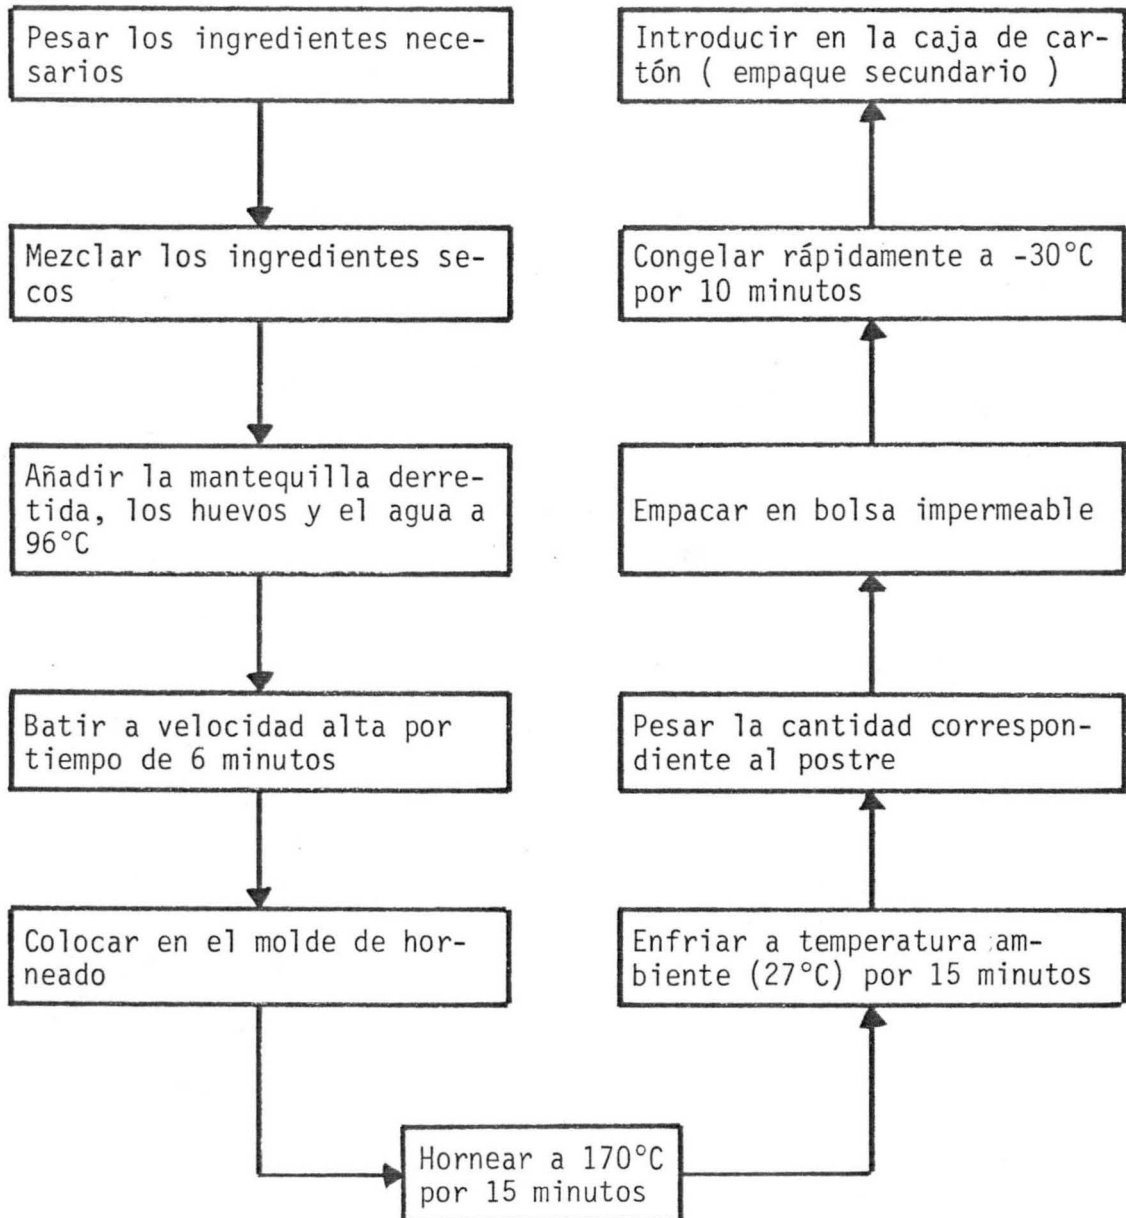 Pesar los ingredientes nece-
sarios
Mezclar los ingredientes se-
cos
Añadir la mantequilla derre-
tida, los huevos y el agua a
96°C
Batir a velocidad alta por
tiempo de 6 minutos
Colocar en el molde de hor-
neado
Hornear a 170°C
por 15 minutos
Enfriar a temperatura am-
biente (27°C) por 15 minutos
Pesar la cantidad correspon-
diente al postre
Empacar en bolsa impermeable
Congelar rápidamente a -30°C
por 10 minutos
Introducir en la caja de car-
tón ( empaque secundario )